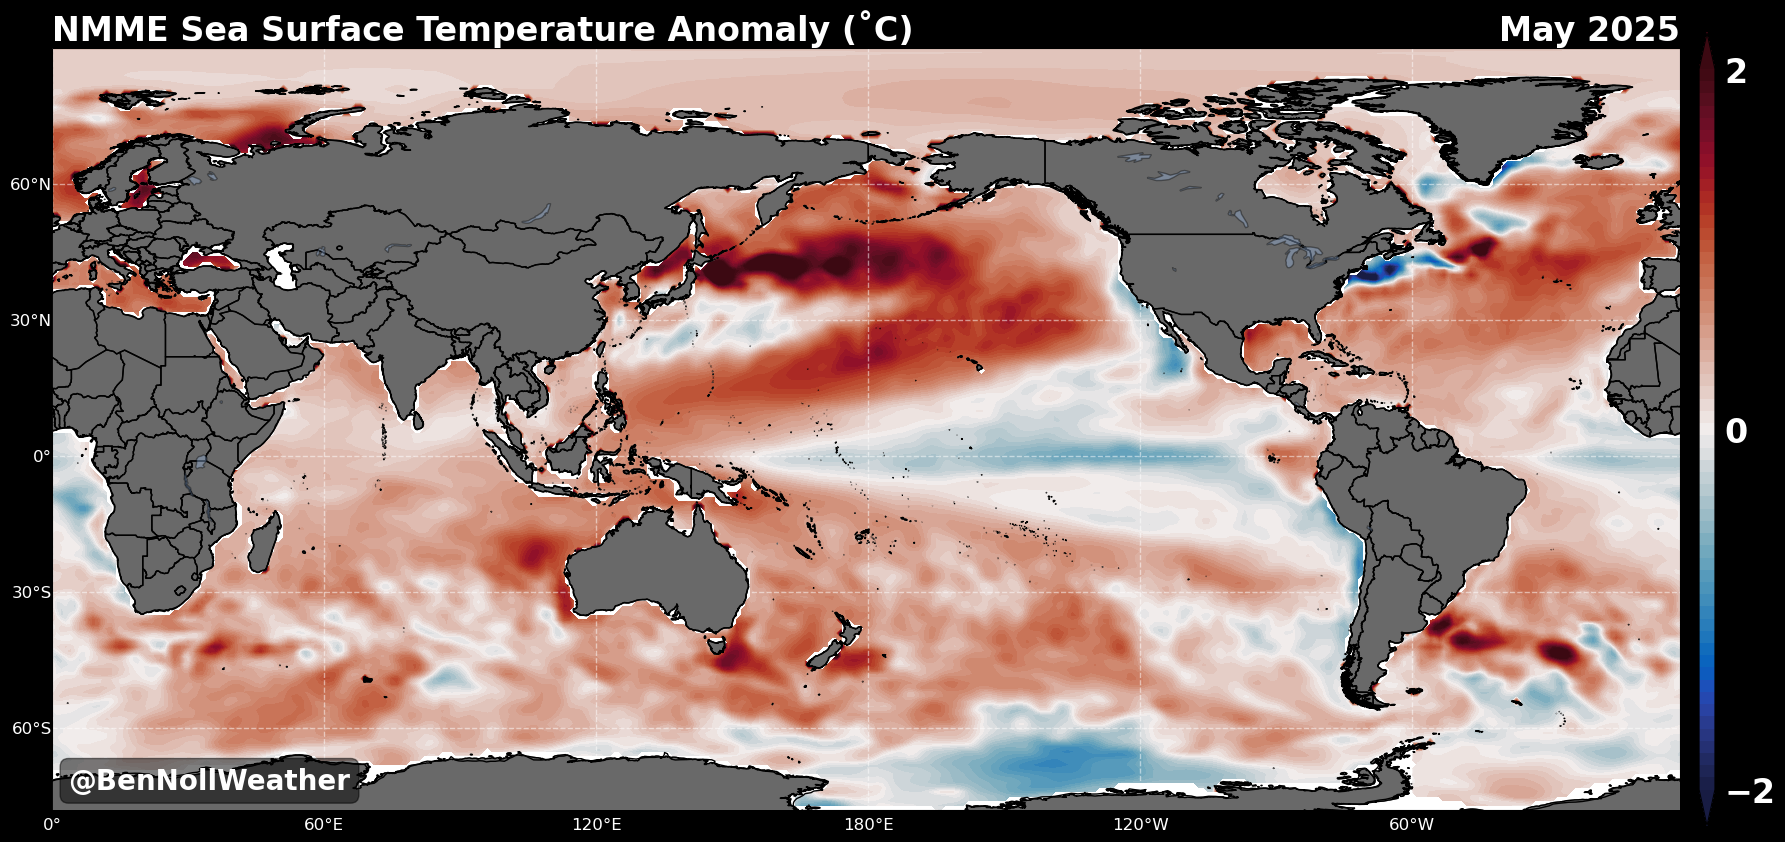 NMME Sea Surface Temperature Anomaly (˚C)
May 2025
2
0
−2
60°N
30°N
0°
30°S
60°S
@BenNollWeather
0°
60°E
120°E
180°E
120°W
60°W